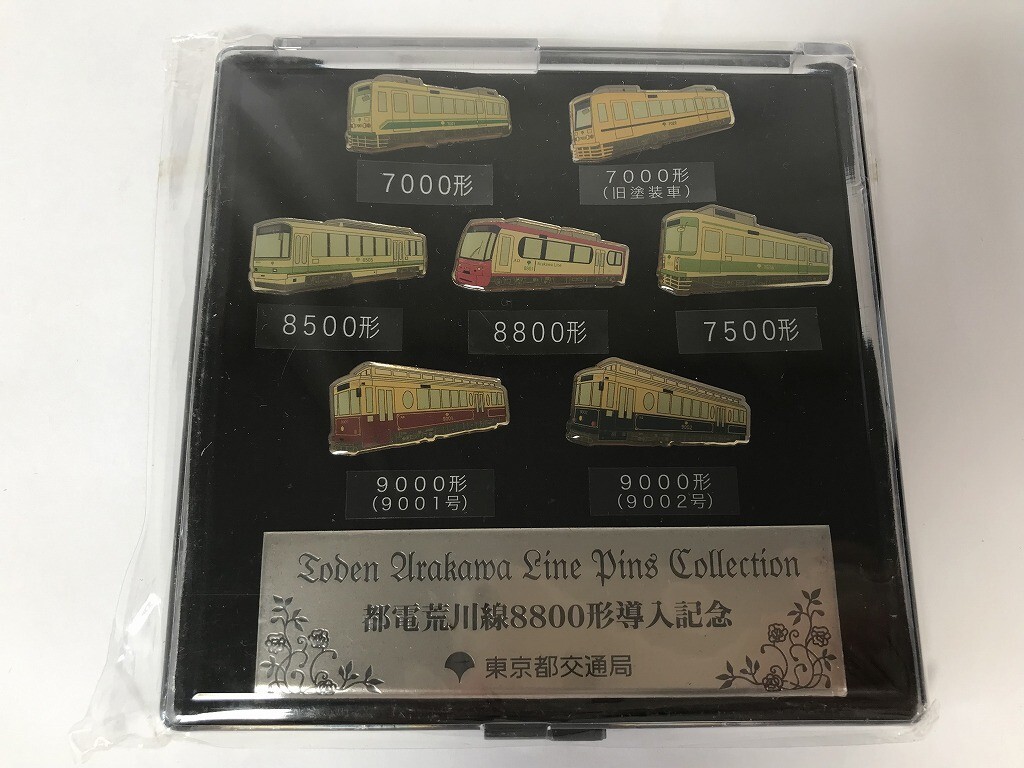 7000形
7000形
(旧塗装車)
8500形
8800形
7500形
9000形
(9001号)
9000形
(9002号)
Toden Arakawa Line Pins Collection
都電荒川線8800形導入記念
東京都交通局